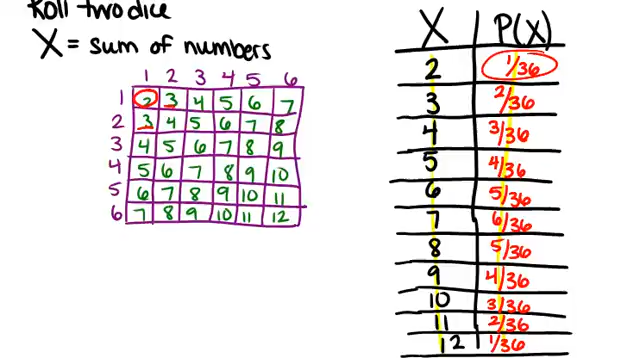 Roll two dice
X = sum of numbers
1 2 3 4 5 6
1 2 3 4 5 6 7
2 3 4 5 6 7 8
3 4 5 6 7 8 9
4 5 6 7 8 9 10
5 6 7 8 9 10 11
6 7 8 9 10 11 12
X P(X)
2 1/36
3 2/36
4 3/36
5 4/36
6 5/36
7 6/36
8 5/36
9 4/36
10 3/36
11 2/36
12 1/36